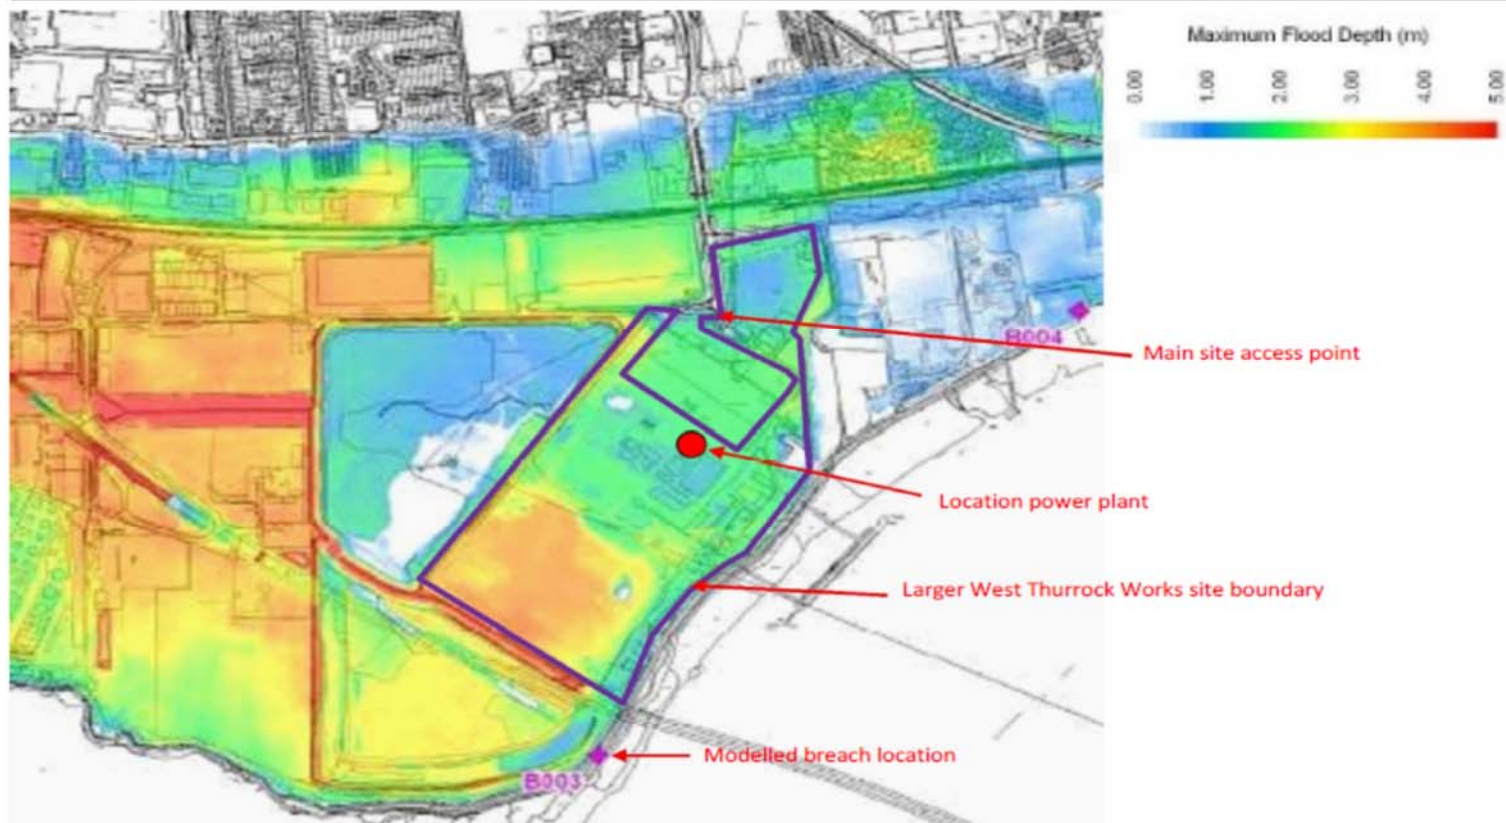 Maximum Flood Depth (m)
0.00 1.00 2.00 3.00 4.00 5.00
B004
Main site access point
Location power plant
Larger West Thurrock Works site boundary
Modelled breach location
B003